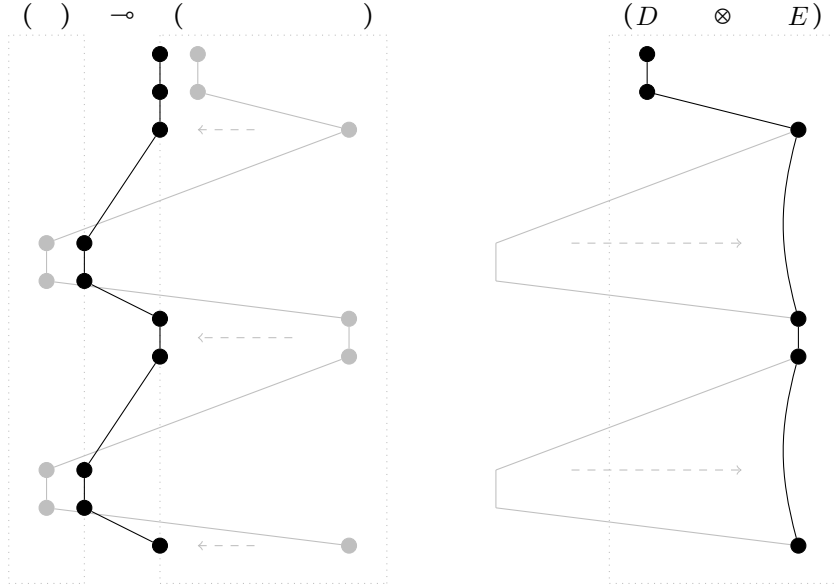 ( ) ⊸ ( ) (D ⊗ E)